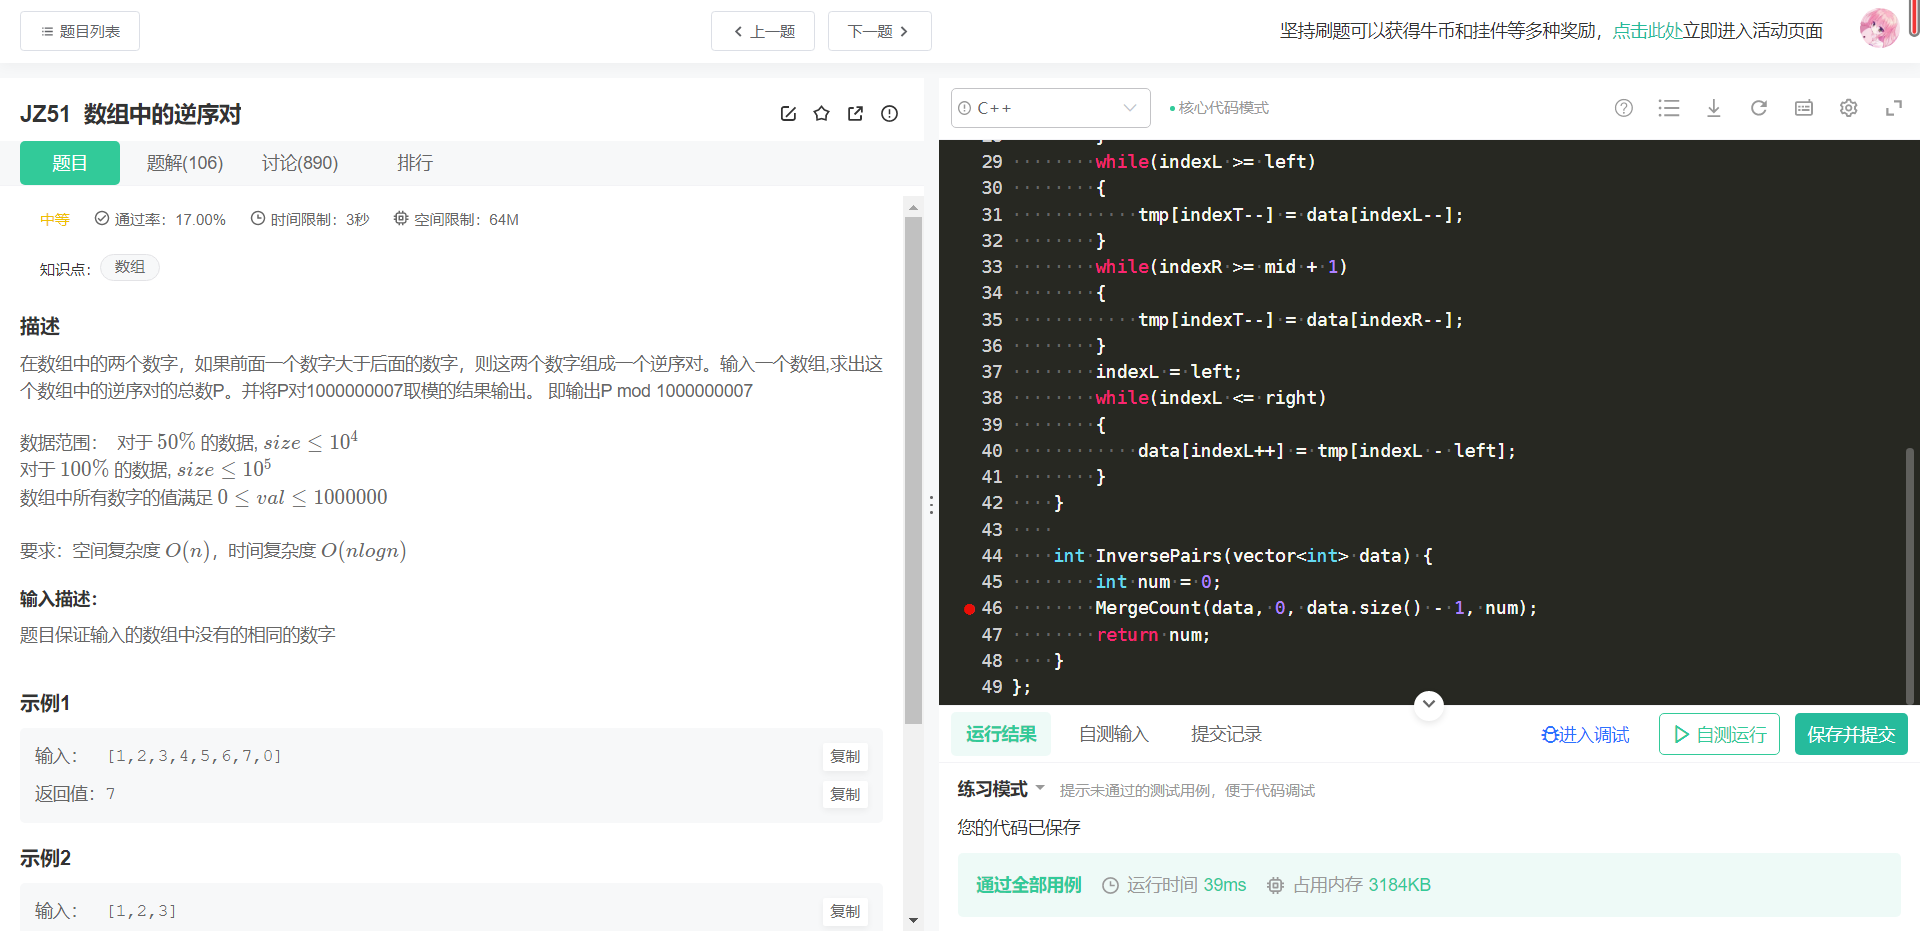 题目列表
上一题
下一题
坚持刷题可以获得牛币和挂件等多种奖励，点击此处立即进入活动页面
JZ51 数组中的逆序对
题目 题解(106) 讨论(890) 排行
中等 通过率：17.00% 时间限制：3秒 空间限制：64M
知识点： 数组
描述
在数组中的两个数字，如果前面一个数字大于后面的数字，则这两个数字组成一个逆序对。输入一个数组,求出这
个数组中的逆序对的总数P。并将P对1000000007取模的结果输出。 即输出P mod 1000000007
数据范围： 对于 50% 的数据, size ≤ 10⁴
对于 100% 的数据, size ≤ 10⁵
数组中所有数字的值满足 0 ≤ val ≤ 1000000
要求：空间复杂度 O(n)，时间复杂度 O(nlogn)
输入描述：
题目保证输入的数组中没有的相同的数字
示例1
输入： [1,2,3,4,5,6,7,0] 复制
返回值：7 复制
示例2
输入： [1,2,3] 复制
C++ 核心代码模式
29 while(indexL >= left)
30 {
31 tmp[indexT--] = data[indexL--];
32 }
33 while(indexR >= mid + 1)
34 {
35 tmp[indexT--] = data[indexR--];
36 }
37 indexL = left;
38 while(indexL <= right)
39 {
40 data[indexL++] = tmp[indexL - left];
41 }
42 }
43
44 int InversePairs(vector<int> data) {
45 int num = 0;
46 MergeCount(data, 0, data.size() - 1, num);
47 return num;
48 }
49 };
运行结果 自测输入 提交记录 进入调试 自测运行 保存并提交
练习模式 提示未通过的测试用例，便于代码调试
您的代码已保存
通过全部用例 运行时间 39ms 占用内存 3184KB